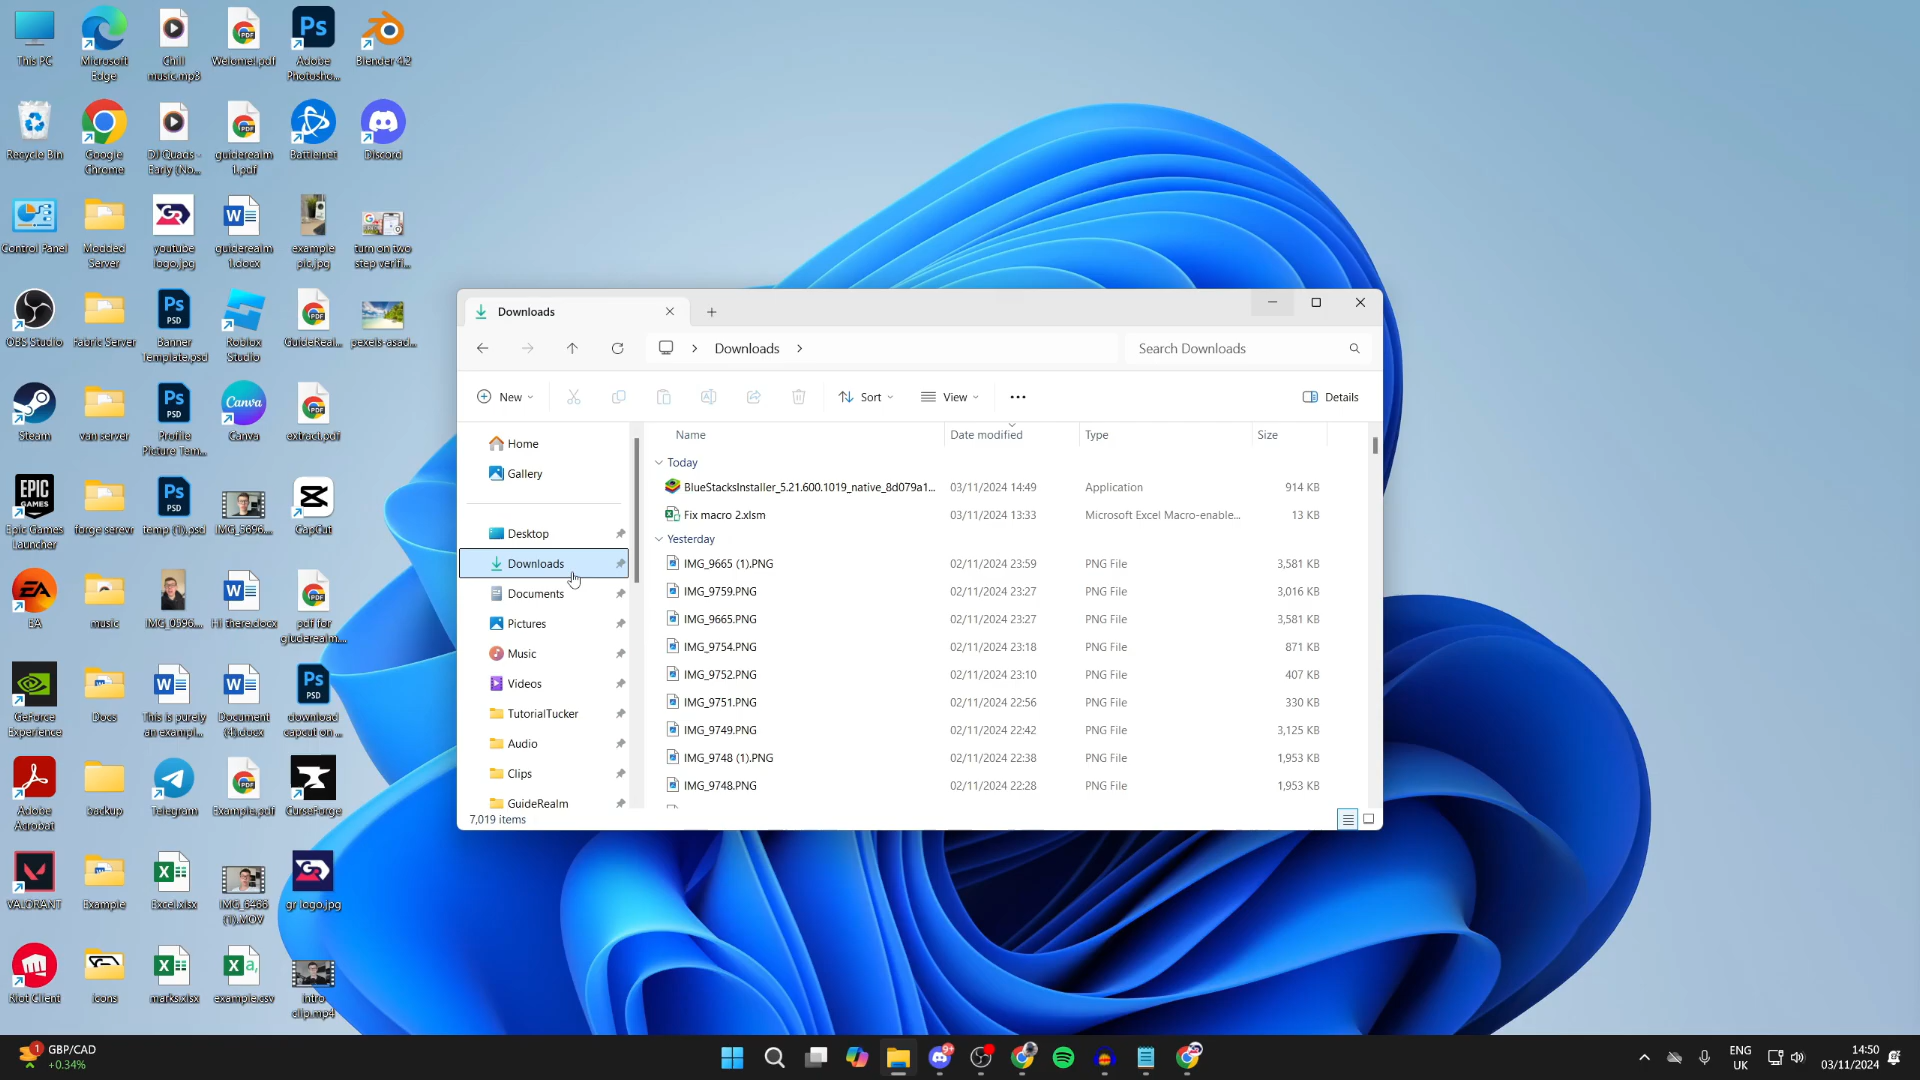 This PC
Microsoft
Edge
Chill
music.mp3
Welome!.pdf
Adobe
Photosho...
Blender 4.2
Recycle Bin
Google
Chrome
DJ Quads -
Early (No...
guiderealm
1.pdf
Battle.net
Discord
Control Panel
Modded
Server
youtube
logo.jpg
guiderealm
1.docx
example
pic.jpg
turn on two
step verifi...
OBS Studio
Fabric Server
Banner
Template.psd
Roblox
Studio
GuideReal...
pexels-asad...
Steam
van server
Profile
Picture Tem...
Canva
extract.pdf
Epic Games
Launcher
forge serevr
temp (1).psd
IMG_5696...
CapCut
EA
music
IMG_0596...
Hi there.docx
pdf for
giuderealm...
GeForce
Experience
Docs
This is purely
an exampl...
Document
(4).docx
download
capcut on ...
Adobe
Acrobat
backup
Telegram
Example.pdf
CurseForge
VALORANT
Example
Excel.xlsx
IMG_6466
(1).MOV
gr logo.jpg
Riot Client
Icons
marks.xlsx
example.csv
intro
clip.mp4
Downloads
Downloads
Search Downloads
New
Sort
View
Details
Home
Gallery
Desktop
Downloads
Documents
Pictures
Music
Videos
TutorialTucker
Audio
Clips
GuideRealm
Name Date modified Type Size
Today
BlueStacksInstaller_5.21.600.1019_native_8d079a1... 03/11/2024 14:49 Application 914 KB
Fix macro 2.xlsm 03/11/2024 13:33 Microsoft Excel Macro-enable... 13 KB
Yesterday
IMG_9665 (1).PNG 02/11/2024 23:59 PNG File 3,581 KB
IMG_9759.PNG 02/11/2024 23:27 PNG File 3,016 KB
IMG_9665.PNG 02/11/2024 23:27 PNG File 3,581 KB
IMG_9754.PNG 02/11/2024 23:18 PNG File 871 KB
IMG_9752.PNG 02/11/2024 23:10 PNG File 407 KB
IMG_9751.PNG 02/11/2024 22:56 PNG File 330 KB
IMG_9749.PNG 02/11/2024 22:42 PNG File 3,125 KB
IMG_9748 (1).PNG 02/11/2024 22:38 PNG File 1,953 KB
IMG_9748.PNG 02/11/2024 22:28 PNG File 1,953 KB
7,019 items
1
GBP/CAD
+0.34%
9+
ENG
UK
14:50
03/11/2024